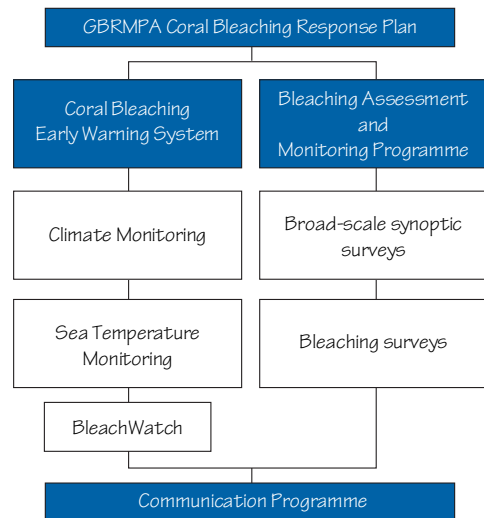 GBRMPA Coral Bleaching Response Plan
Coral Bleaching
Early Warning System
Bleaching Assessment
and
Monitoring Programme
Climate Monitoring
Broad-scale synoptic
surveys
Sea Temperature
Monitoring
Bleaching surveys
BleachWatch
Communication Programme